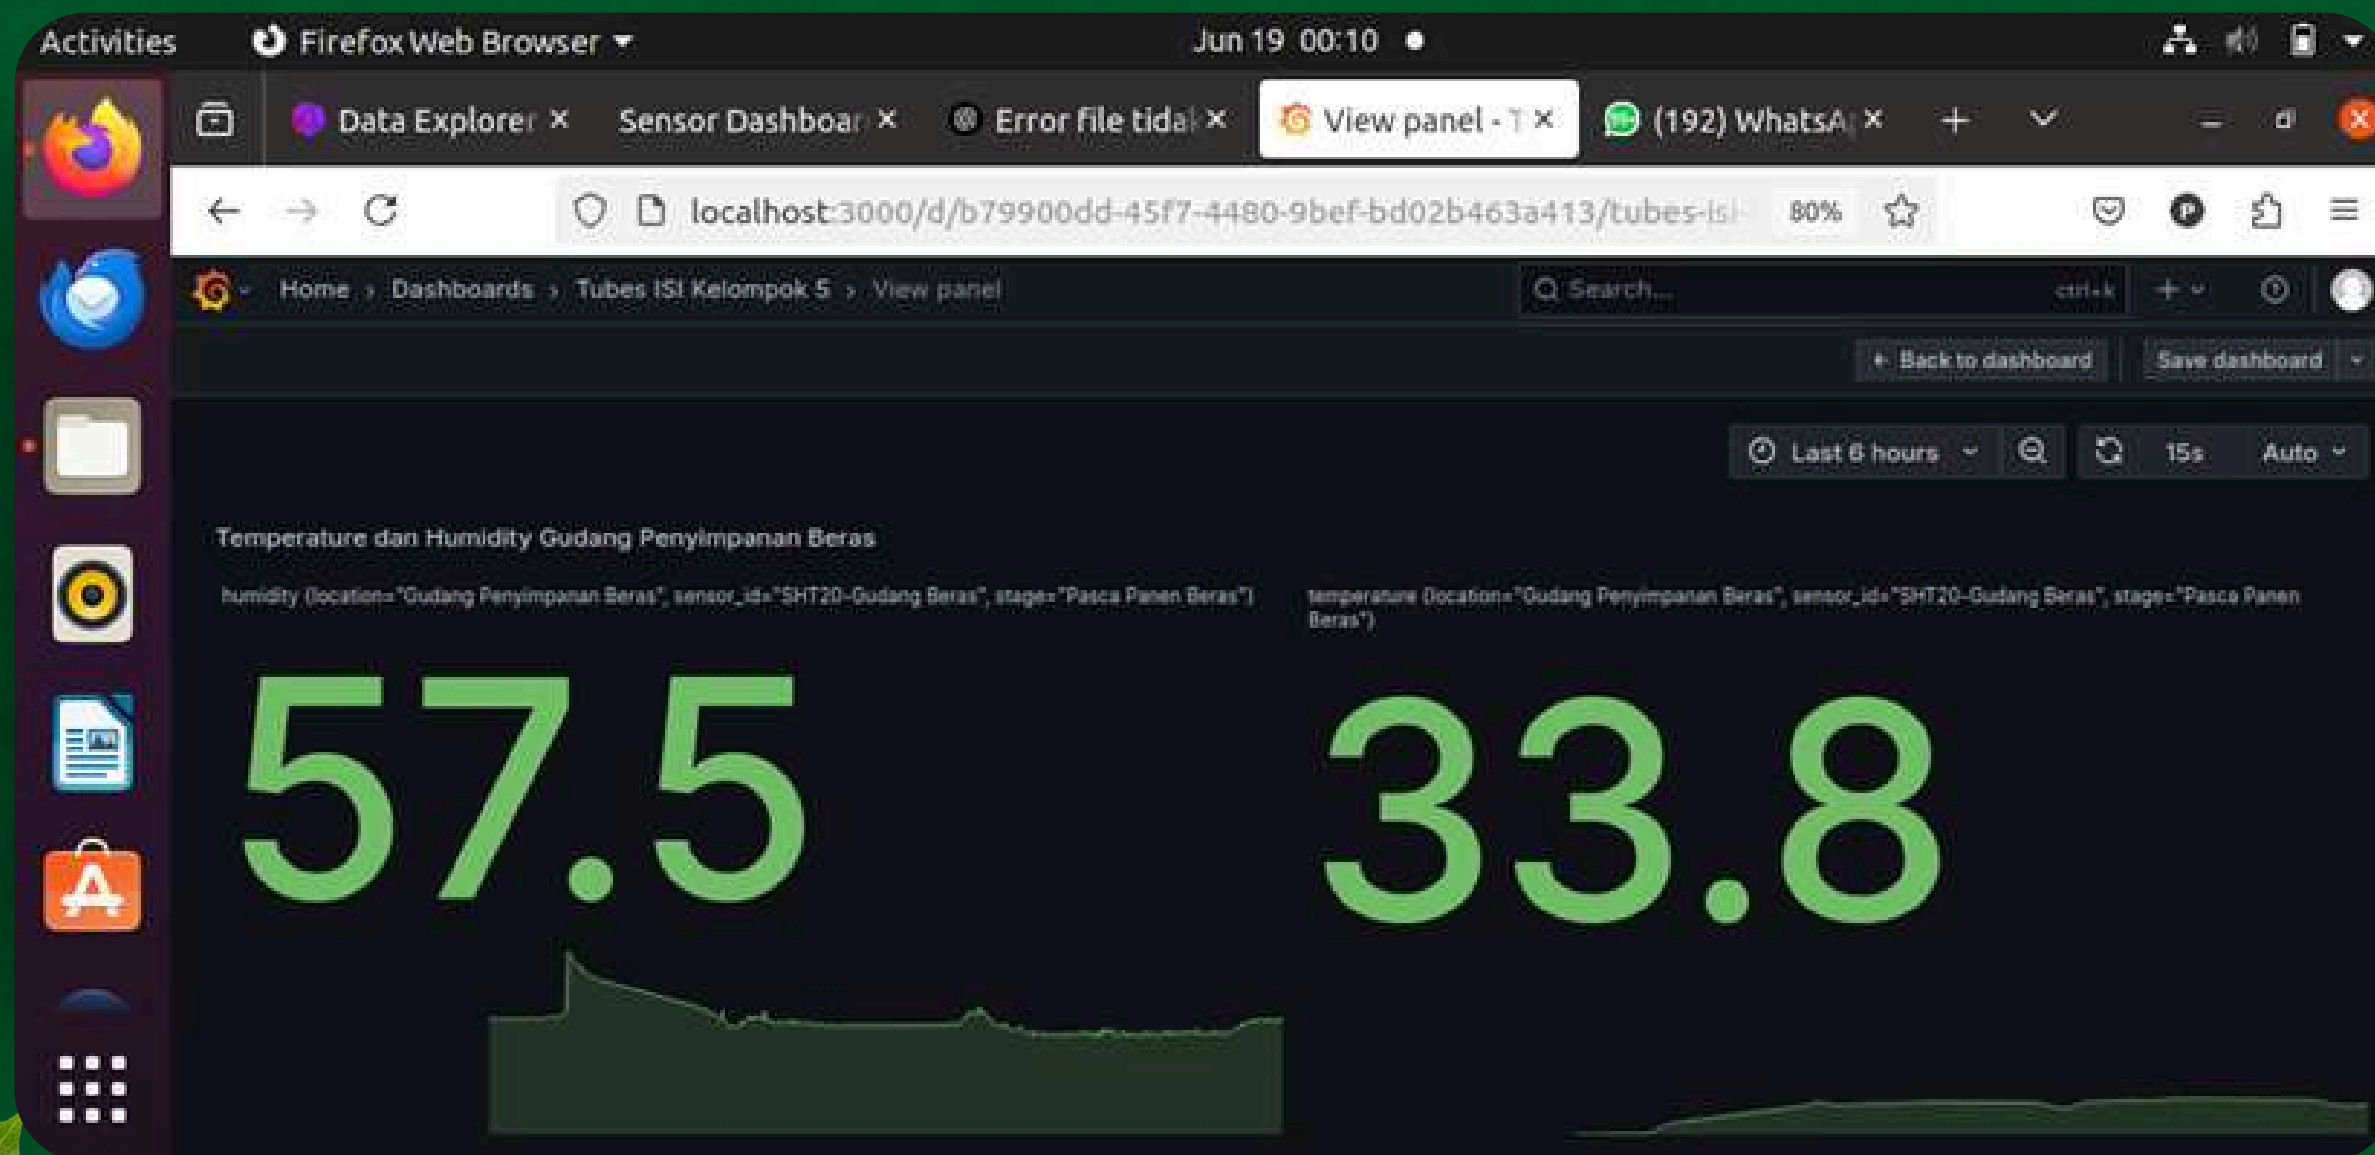 Activities Firefox Web Browser Jun 19 00:10
Data Explorer Sensor Dashboar Error file tida View panel - T (192) WhatsA
localhost:3000/d/b79900dd-45f7-4480-9bef-bd02b463a413/tubes-isi- 80%
Home › Dashboards › Tubes ISI Kelompok 5 › View panel Search... ctrl+k
Back to dashboard Save dashboard
Last 6 hours 15s Auto
Temperature dan Humidity Gudang Penyimpanan Beras
humidity {location="Gudang Penyimpanan Beras", sensor_id="SHT20-Gudang Beras", stage="Pasca Panen Beras"}
temperature {location="Gudang Penyimpanan Beras", sensor_id="SHT20-Gudang Beras", stage="Pasca Panen
Beras"}
57.5
33.8